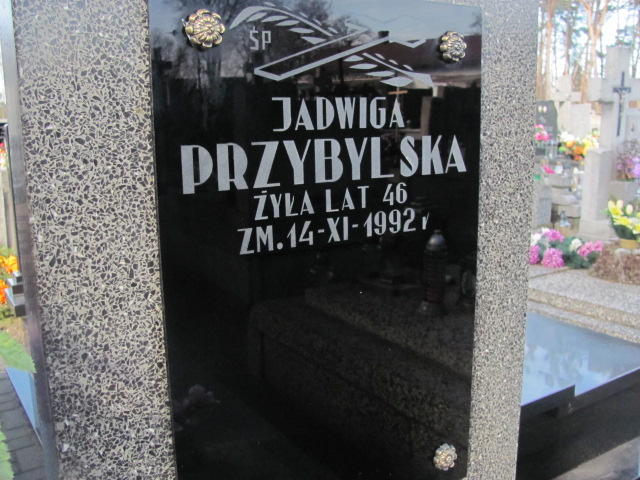 ŚP
JADWIGA
PRZYBYLSKA
ŻYŁA LAT 46
ZM. 14-XI-1992 r